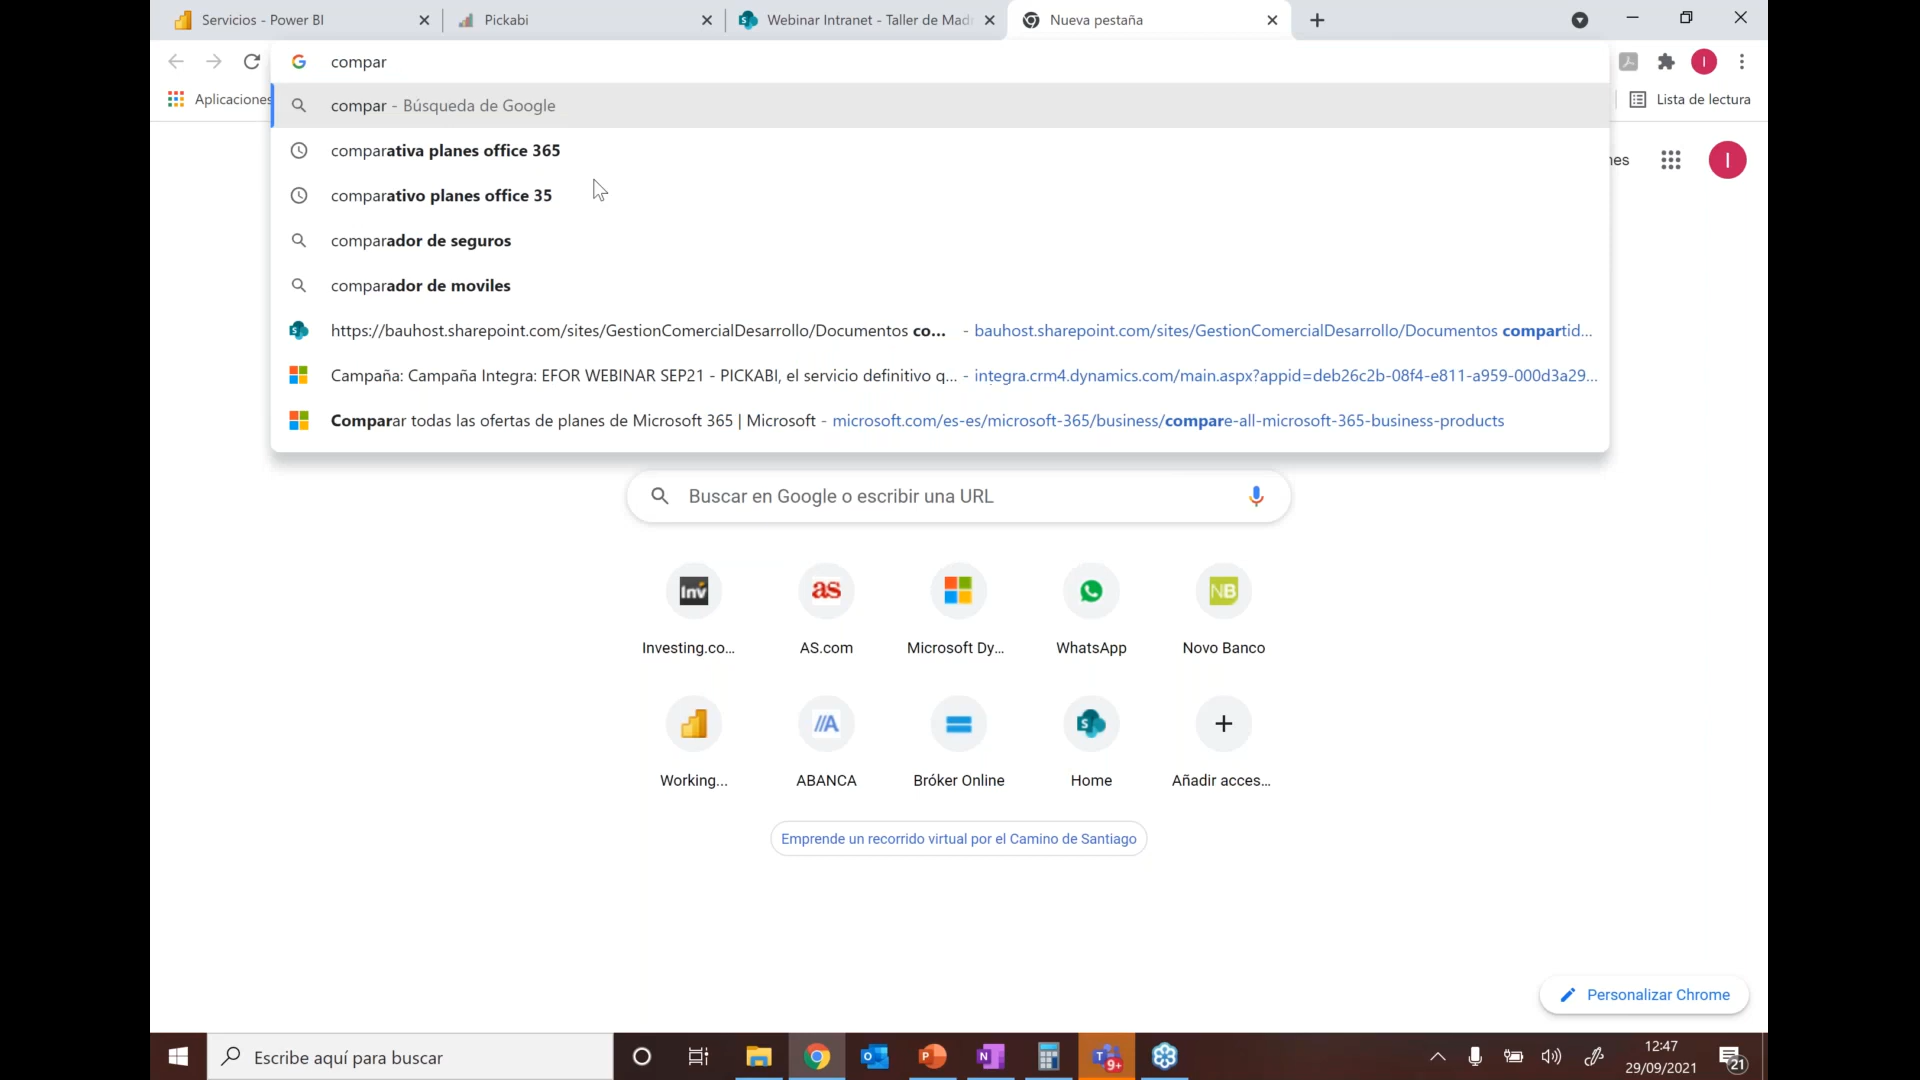 Servicios - Power BI
Pickabi
Webinar Intranet - Taller de Mad
Nueva pestaña
compar
I
Aplicaciones
Lista de lectura
compar - Búsqueda de Google
comparativa planes office 365
comparativo planes office 35
comparador de seguros
comparador de moviles
https://bauhost.sharepoint.com/sites/GestionComercialDesarrollo/Documentos co... - bauhost.sharepoint.com/sites/GestionComercialDesarrollo/Documentos compartid...
Campaña: Campaña Integra: EFOR WEBINAR SEP21 - PICKABI, el servicio definitivo q... - integra.crm4.dynamics.com/main.aspx?appid=deb26c2b-08f4-e811-a959-000d3a29...
Comparar todas las ofertas de planes de Microsoft 365 | Microsoft - microsoft.com/es-es/microsoft-365/business/compare-all-microsoft-365-business-products
I
Buscar en Google o escribir una URL
Inv
as
NB
Investing.co...
AS.com
Microsoft Dy...
WhatsApp
Novo Banco
Working...
ABANCA
Bróker Online
Home
Añadir acces...
Emprende un recorrido virtual por el Camino de Santiago
Personalizar Chrome
Escribe aquí para buscar
9+
12:47
29/09/2021
21